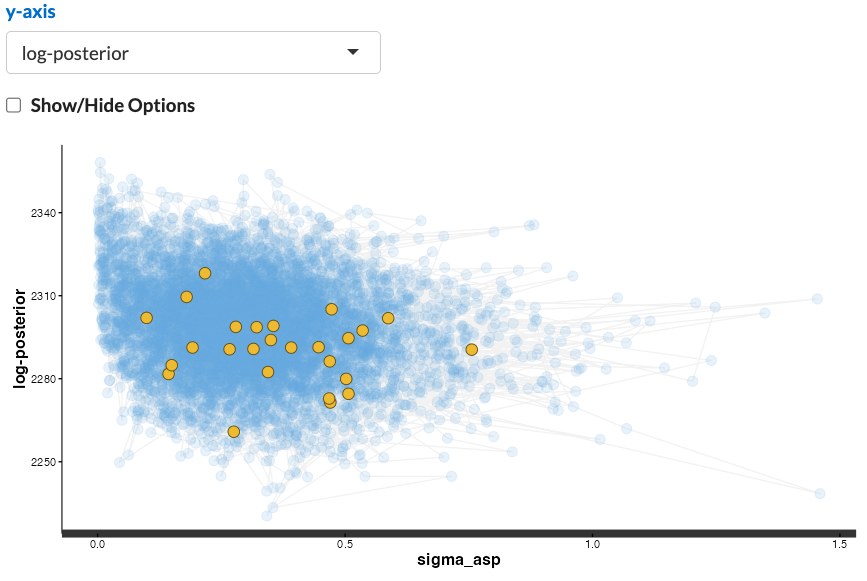 y-axis
log-posterior
Show/Hide Options
log-posterior
2340
2310
2280
2250
0.0 0.5 1.0 1.5
sigma_asp